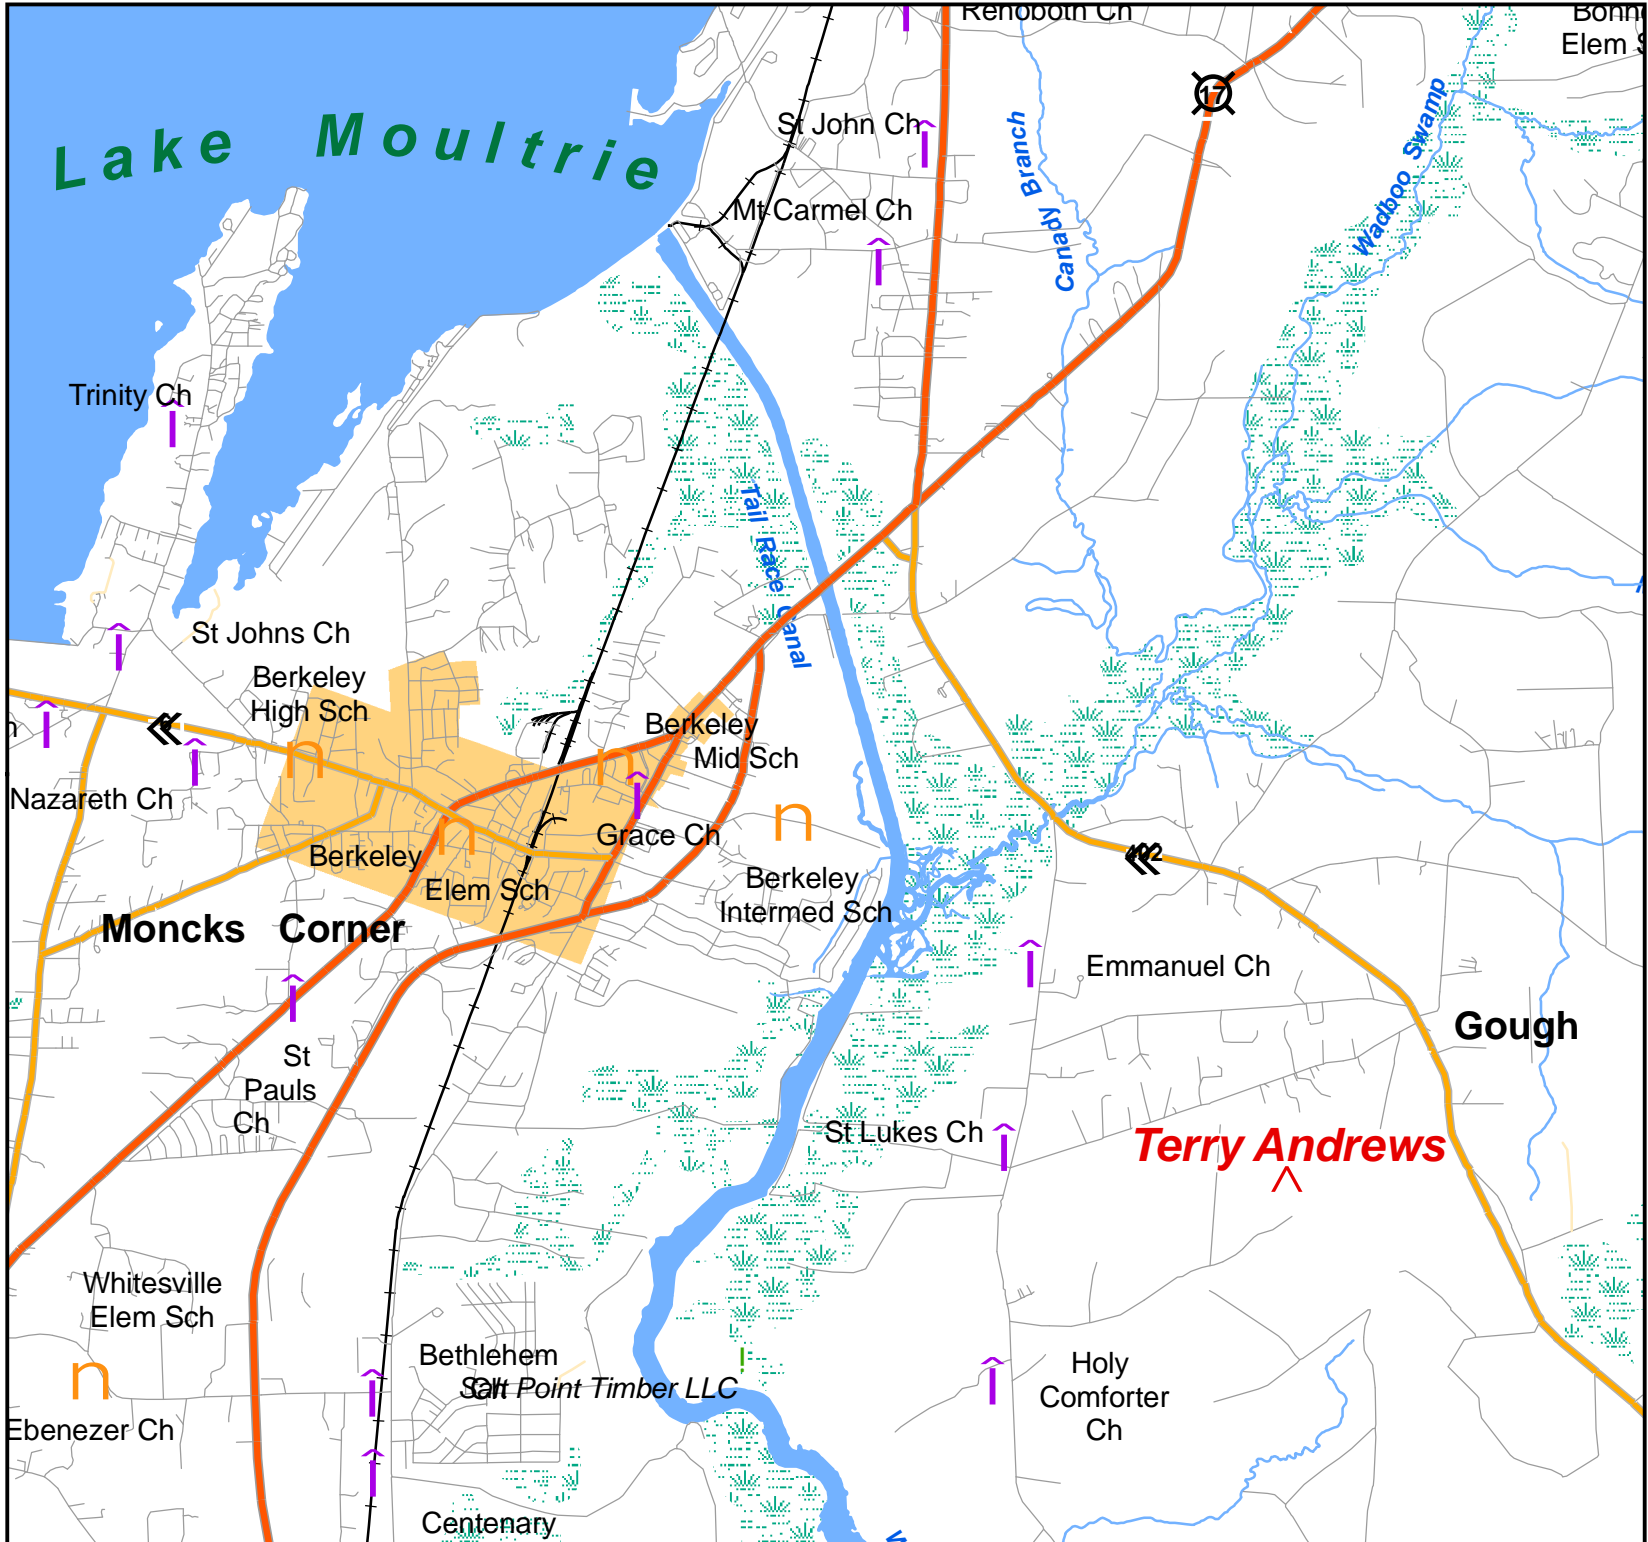 Renoboth Ch
Elem
17
Lake Moultrie
St John Ch
Canady Branch
Wadboo Swamp
Mt Carmel Ch
Trinity Ch
Tail Race Canal
St Johns Ch
Berkeley
High Sch
6
Berkeley
Mid Sch
Nazareth Ch
Grace Ch
Berkeley
Elem Sch
402
Berkeley
Intermed Sch
Moncks Corner
Emmanuel Ch
Gough
St
Pauls
Ch
St Lukes Ch
Terry Andrews
Whitesville
Elem Sch
Bethlehem
Ch
Salt Point Timber LLC
Holy
Comforter
Ch
Ebenezer Ch
Centenary